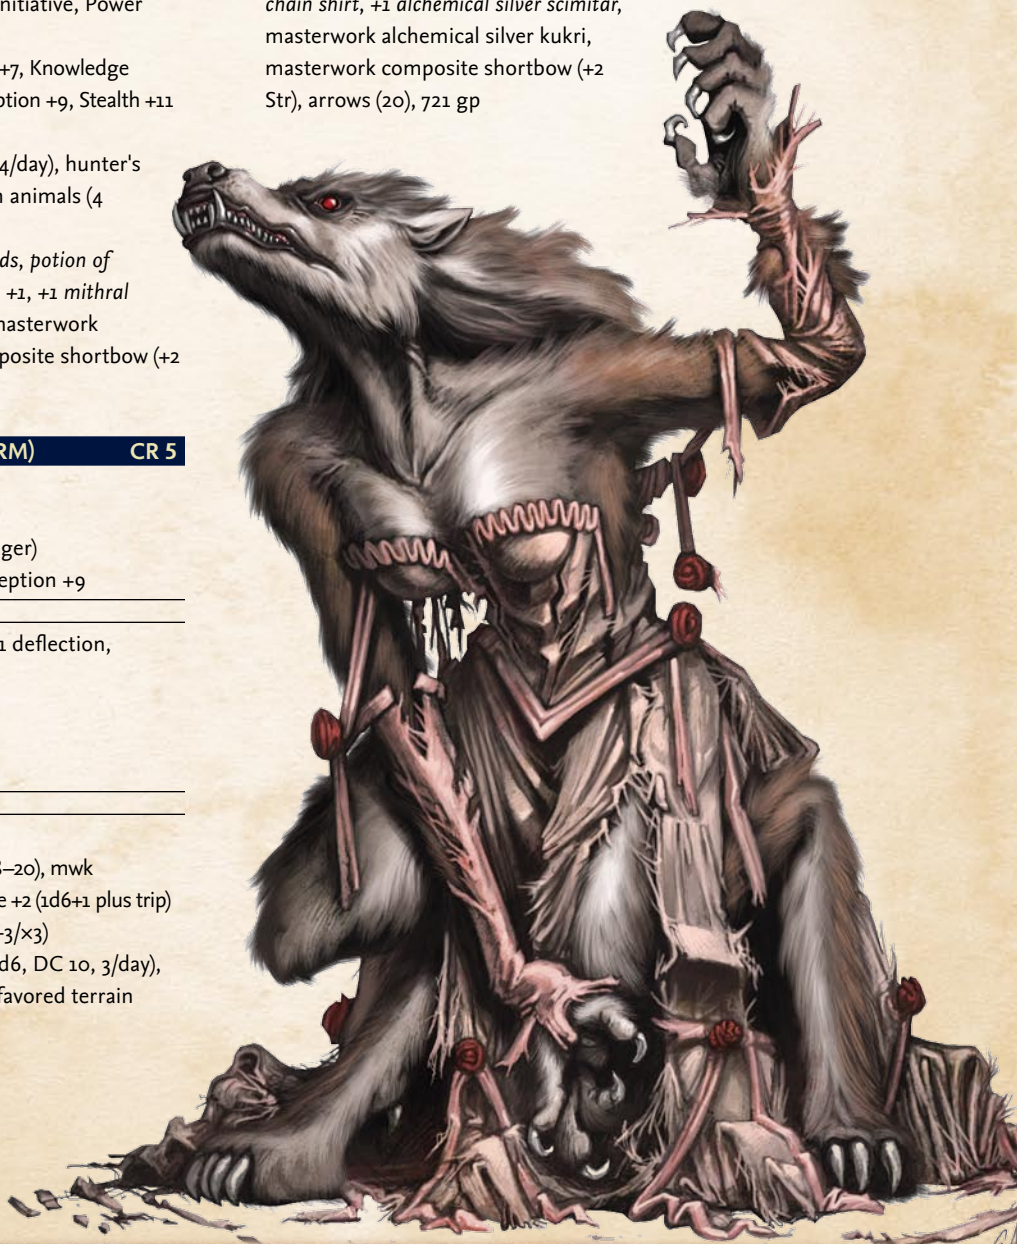 nitiative, Power
+7, Knowledge
ption +9, Stealth +11
4/day), hunter's
n animals (4
ds, potion of
+1, +1 mithral
masterwork
posite shortbow (+2
RM) CR 5
ger)
eption +9
1 deflection,
8–20), mwk
e +2 (1d6+1 plus trip)
+3/×3)
d6, DC 10, 3/day),
favored terrain
chain shirt, +1 alchemical silver scimitar,
masterwork alchemical silver kukri,
masterwork composite shortbow (+2
Str), arrows (20), 721 gp